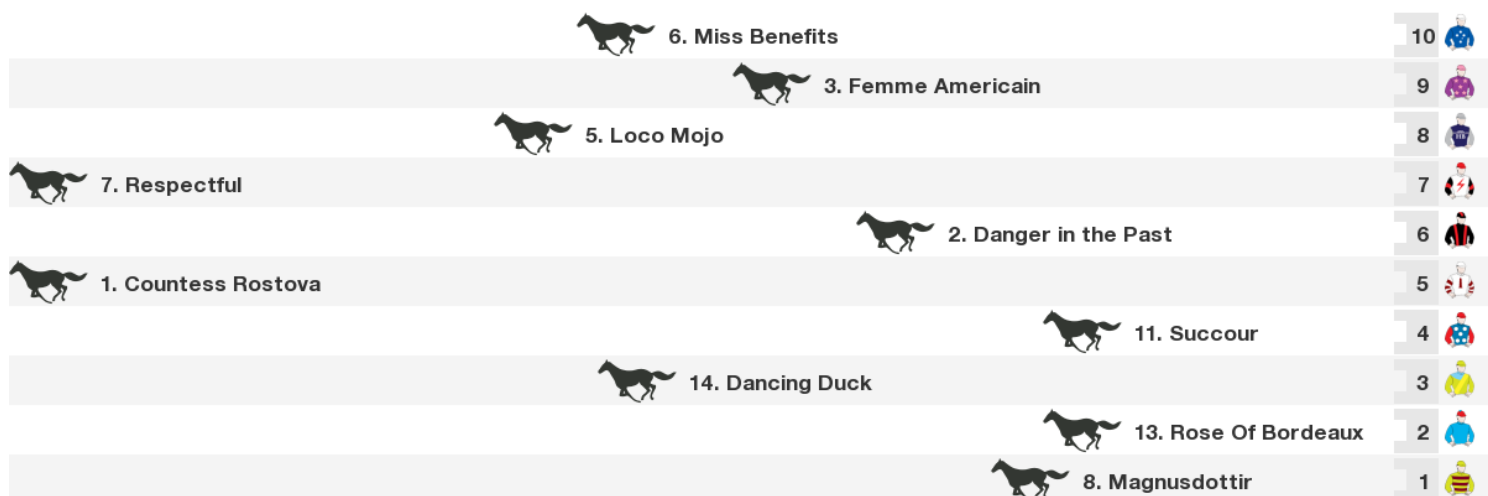 6. Miss Benefits 10
3. Femme Americain 9
5. Loco Mojo 8
7. Respectful 7
2. Danger in the Past 6
1. Countess Rostova 5
11. Succour 4
14. Dancing Duck 3
13. Rose Of Bordeaux 2
8. Magnusdottir 1